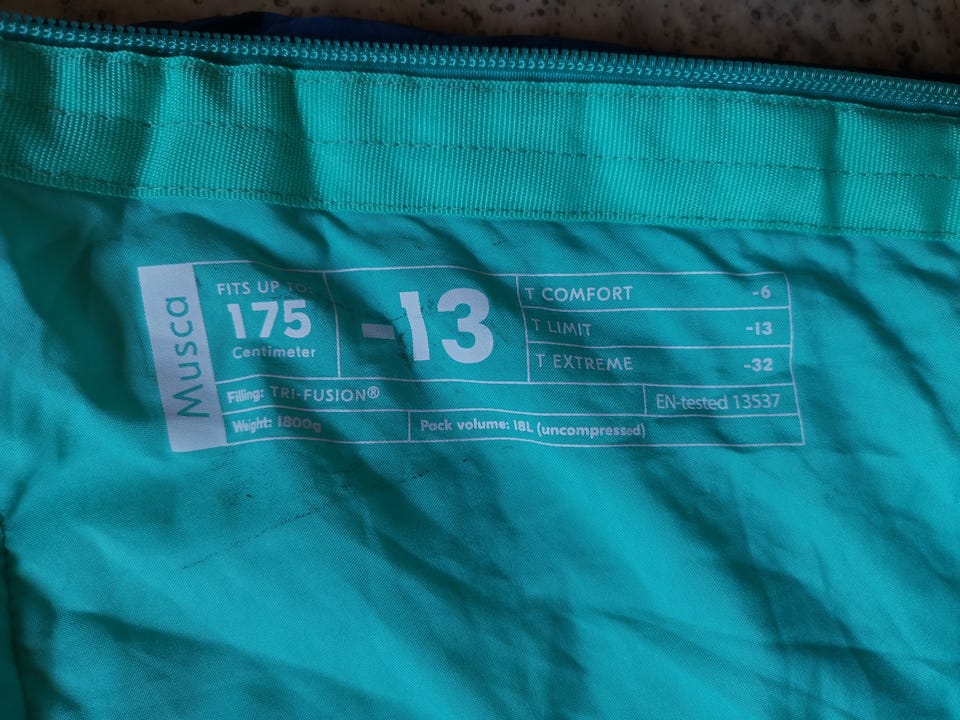 Musca
FITS UP TO:
175
Centimeter
-13
T COMFORT -6
T LIMIT -13
T EXTREME -32
Filling: TRI-FUSION®
EN-tested 13537
Weight: 1800g
Pack volume: 18L (uncompressed)